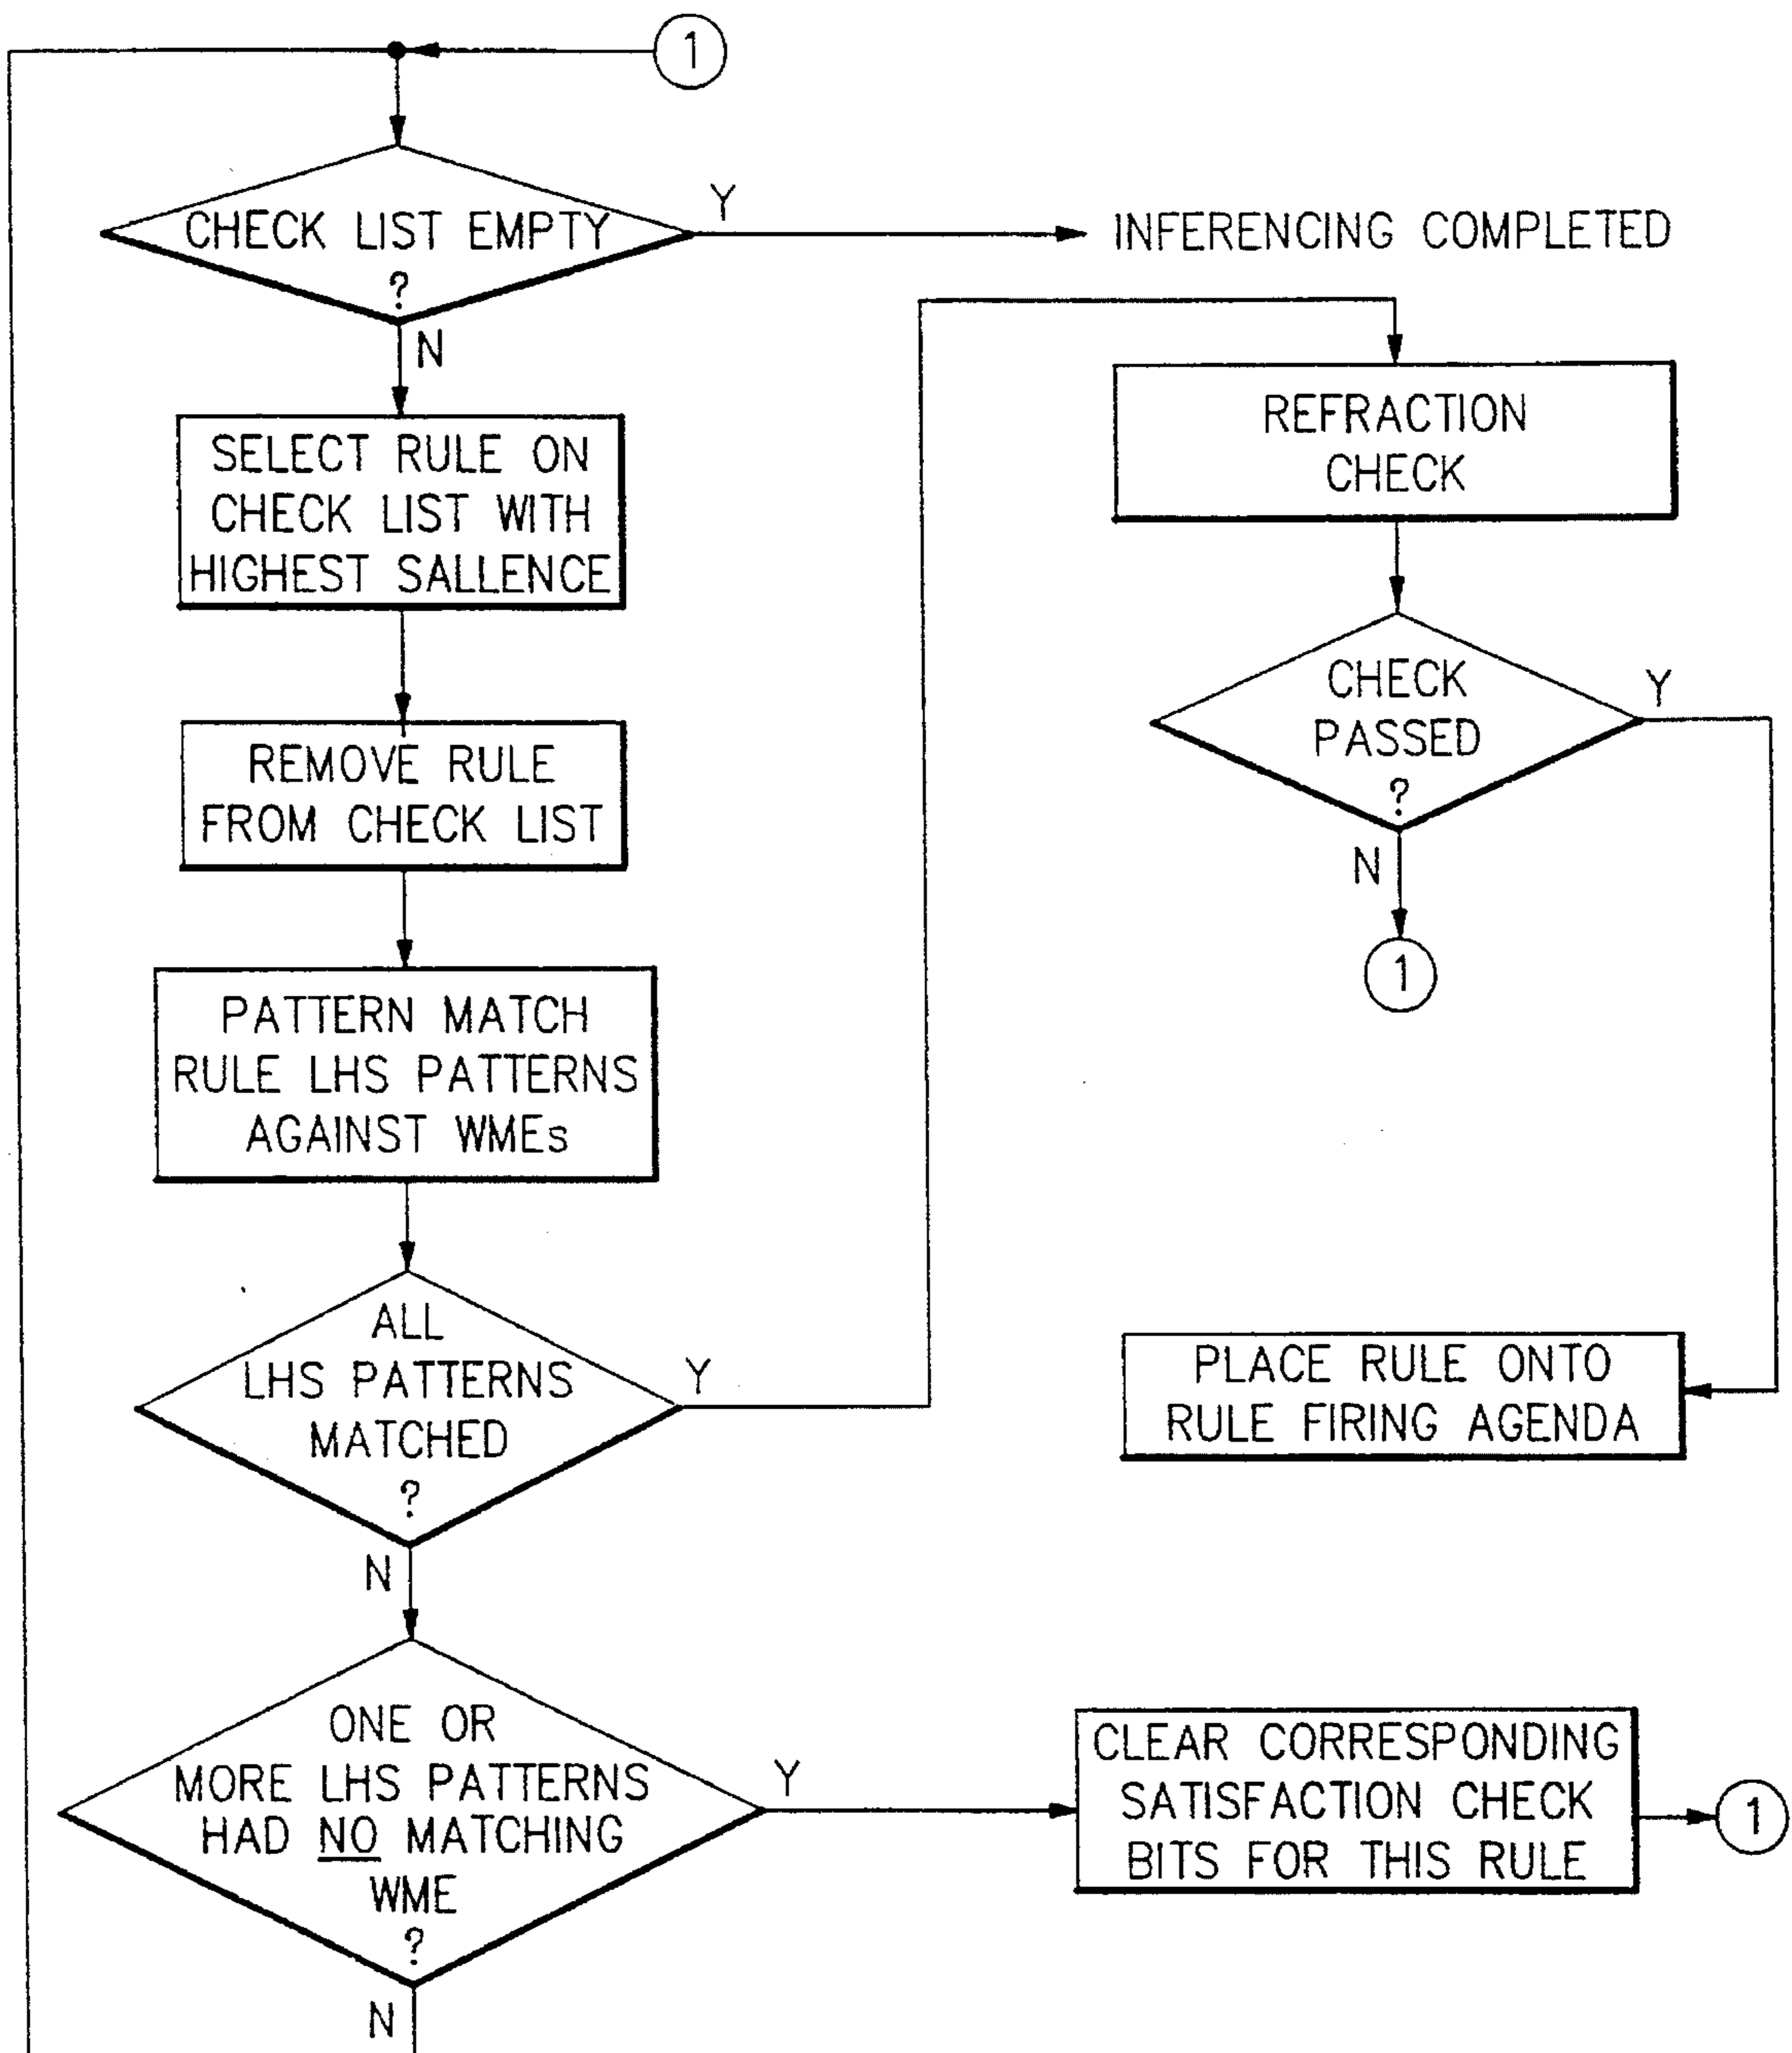 1
CHECK LIST EMPTY
?
Y
INFERENCING COMPLETED
N
SELECT RULE ON
CHECK LIST WITH
HIGHEST SALLENCE
REMOVE RULE
FROM CHECK LIST
PATTERN MATCH
RULE LHS PATTERNS
AGAINST WMEs
ALL
LHS PATTERNS
MATCHED
?
Y
N
REFRACTION
CHECK
CHECK
PASSED
?
Y
N
1
PLACE RULE ONTO
RULE FIRING AGENDA
ONE OR
MORE LHS PATTERNS
HAD NO MATCHING
WME
?
Y
N
CLEAR CORRESPONDING
SATISFACTION CHECK
BITS FOR THIS RULE
1